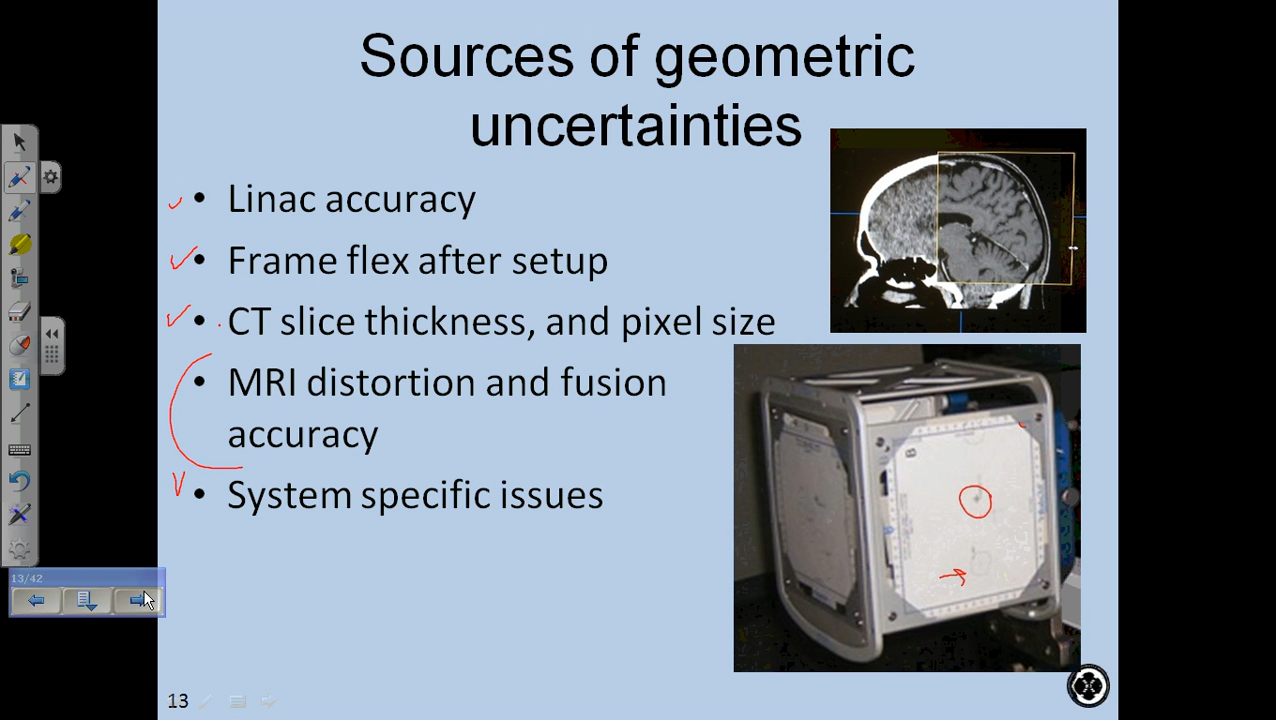 Sources of geometric
uncertainties
• Linac accuracy
• Frame flex after setup
• CT slice thickness, and pixel size
• MRI distortion and fusion
accuracy
• System specific issues
13/42
13